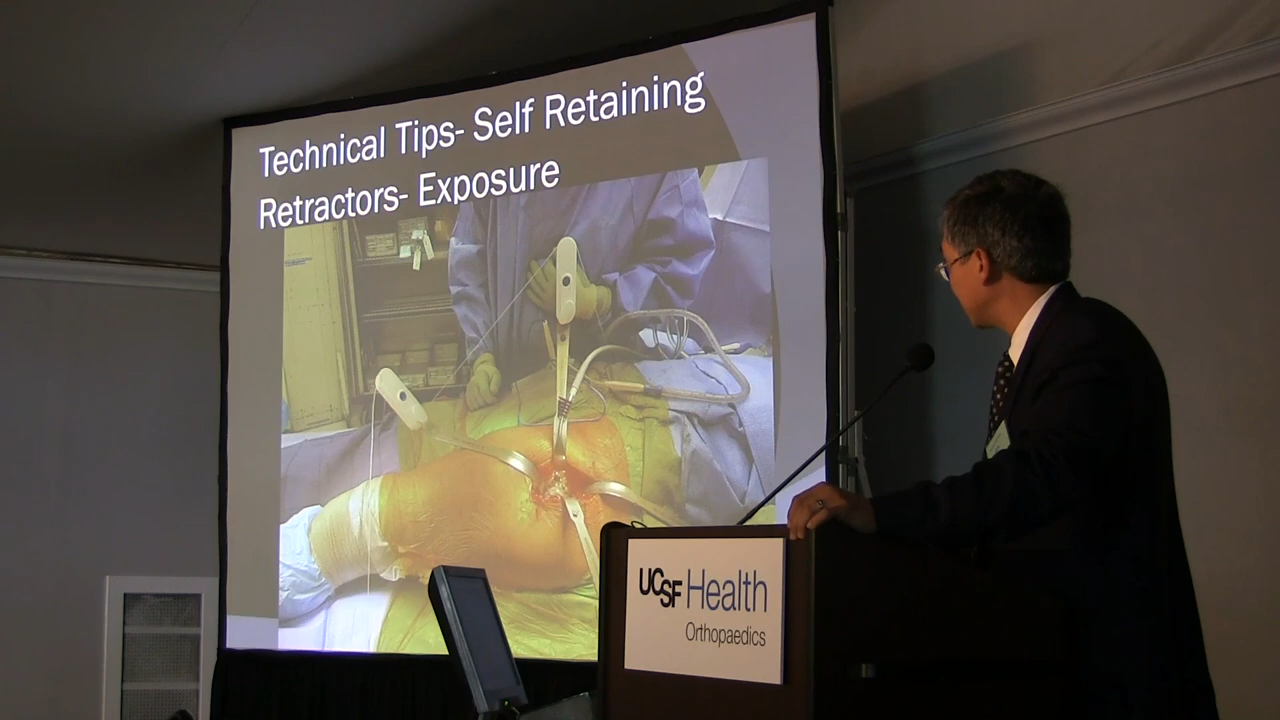 Technical Tips- Self Retaining
Retractors- Exposure
UCSF Health
Orthopaedics